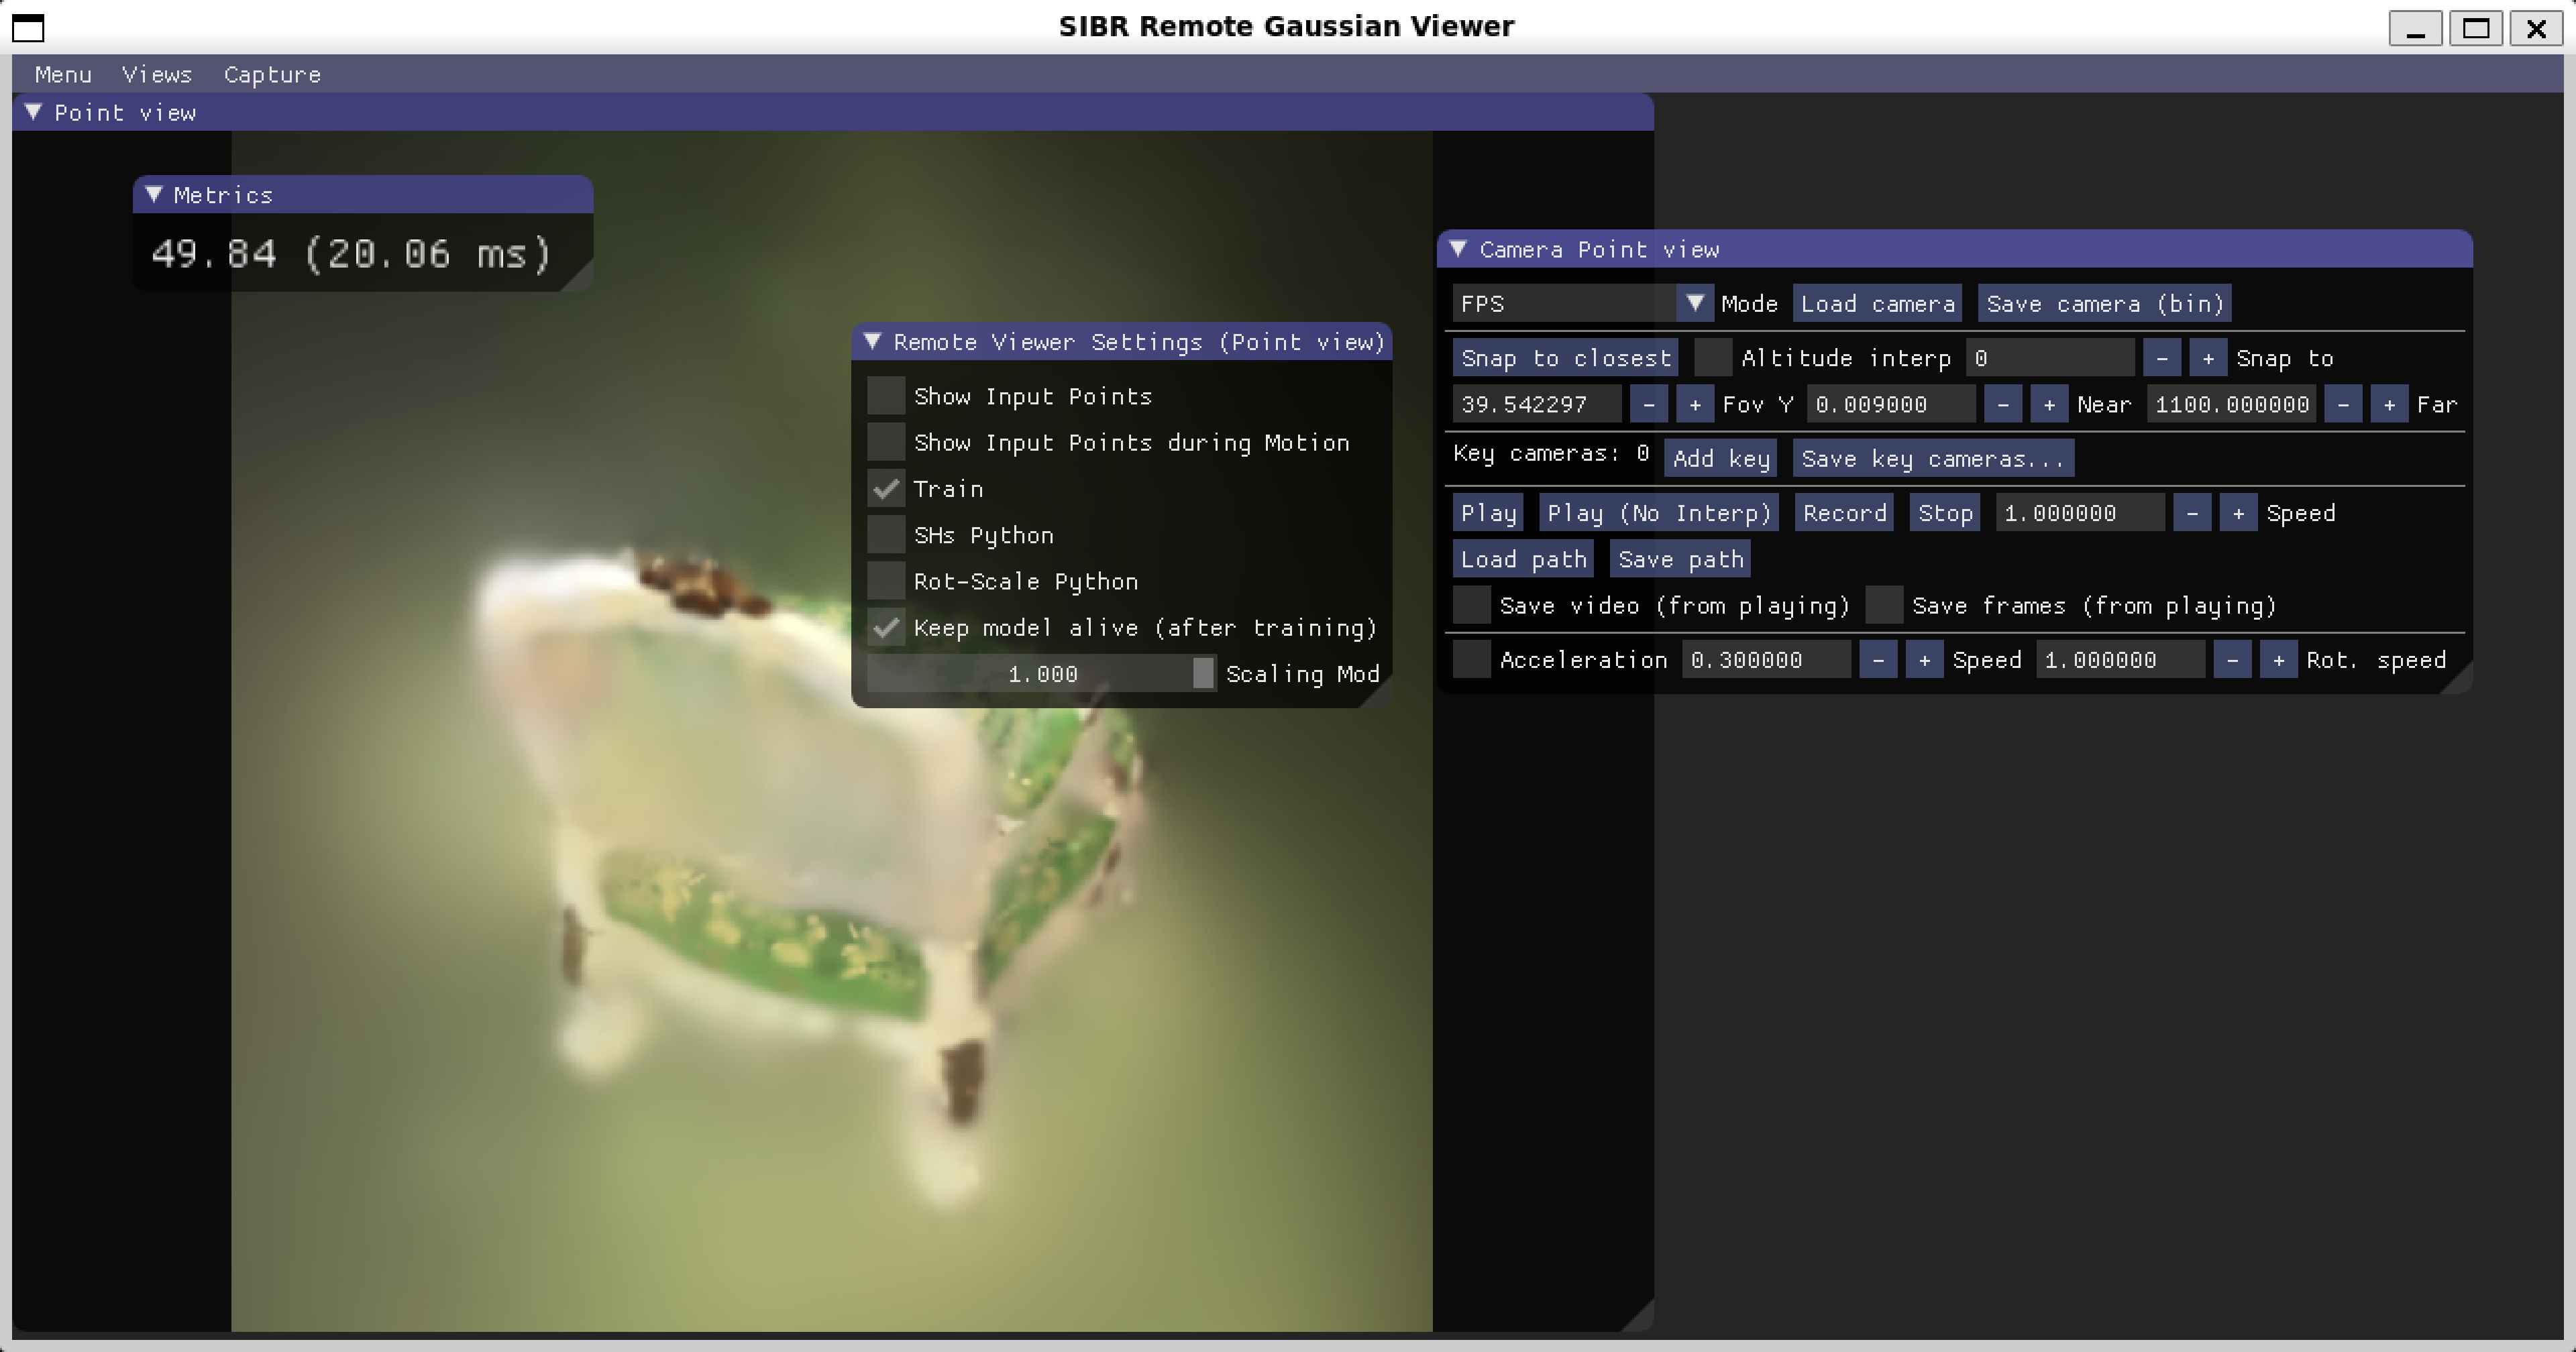 SIBR Remote Gaussian Viewer
Menu Views Capture
Point view
Metrics
49.84 (20.06 ms)
Remote Viewer Settings (Point view)
Show Input Points
Show Input Points during Motion
Train
SHs Python
Rot-Scale Python
Keep model alive (after training)
1.000 Scaling Mod
Camera Point view
FPS Mode Load camera Save camera (bin)
Snap to closest Altitude interp 0 - + Snap to
39.542297 - + Fov Y 0.009000 - + Near 1100.000000 - + Far
Key cameras: 0 Add key Save key cameras...
Play Play (No Interp) Record Stop 1.000000 - + Speed
Load path Save path
Save video (from playing) Save frames (from playing)
Acceleration 0.300000 - + Speed 1.000000 - + Rot. speed